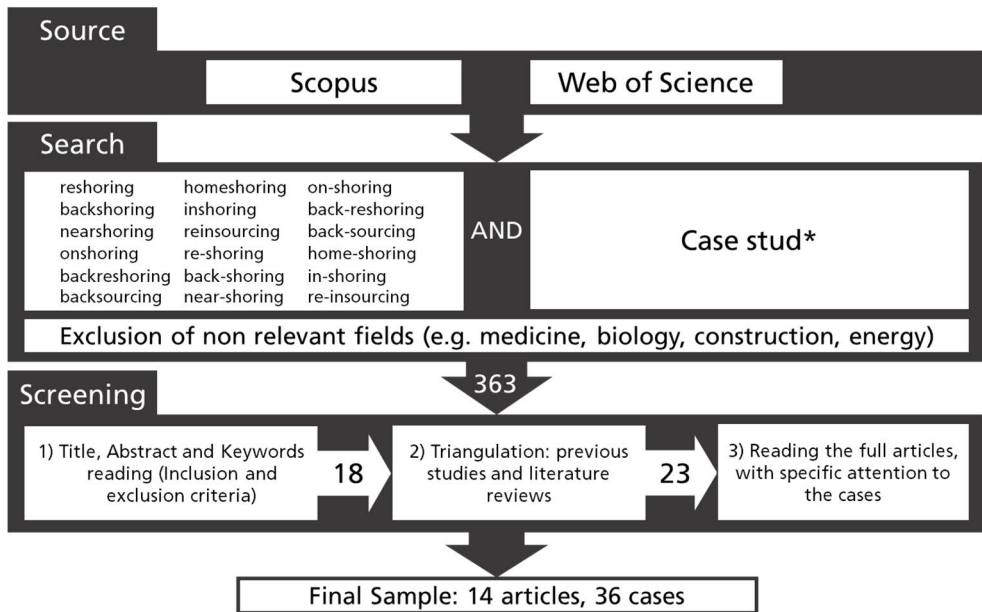 Source
Scopus
Web of Science
Search
reshoring homeshoring on-shoring
backshoring inshoring back-reshoring
nearshoring reinsourcing back-sourcing
onshoring re-shoring home-shoring
backreshoring back-shoring in-shoring
backsourcing near-shoring re-insourcing
AND
Case stud*
Exclusion of non relevant fields (e.g. medicine, biology, construction, energy)
363
Screening
1) Title, Abstract and Keywords
reading (Inclusion and
exclusion criteria)
18
2) Triangulation: previous
studies and literature
reviews
23
3) Reading the full articles,
with specific attention to
the cases
Final Sample: 14 articles, 36 cases